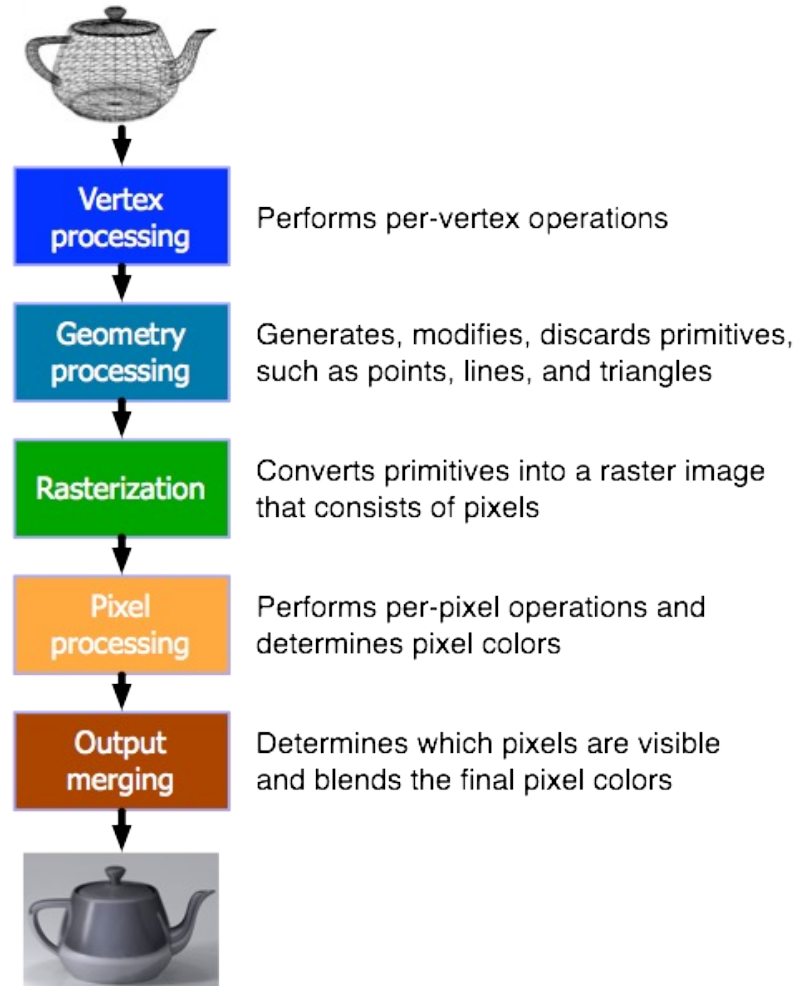 Vertex
processing
Performs per-vertex operations
Geometry
processing
Generates, modifies, discards primitives,
such as points, lines, and triangles
Rasterization
Converts primitives into a raster image
that consists of pixels
Pixel
processing
Performs per-pixel operations and
determines pixel colors
Output
merging
Determines which pixels are visible
and blends the final pixel colors